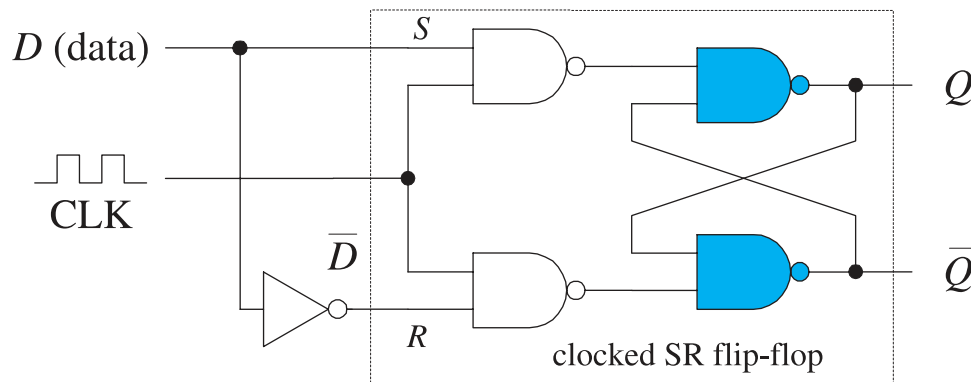 S
D (data)
Q
CLK
D̅
Q̅
R
clocked SR flip-flop